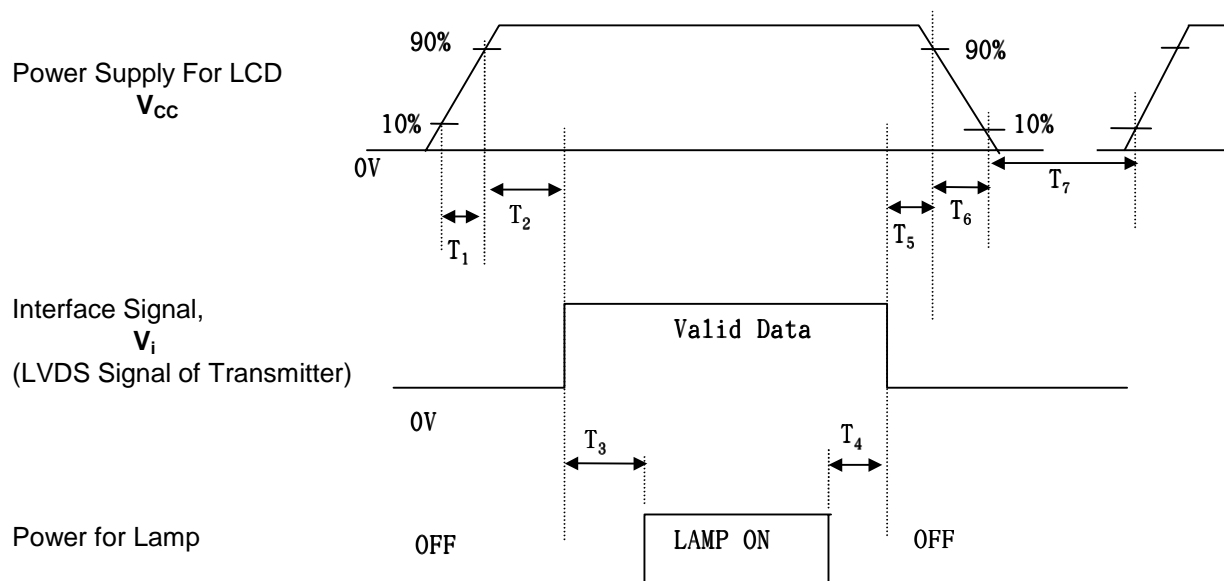 90%
90%
Power Supply For LCD
VCC
10%
10%
0V
T1
T2
T5
T6
T7
Interface Signal,
Vi
(LVDS Signal of Transmitter)
Valid Data
0V
T3
T4
Power for Lamp
OFF
LAMP ON
OFF